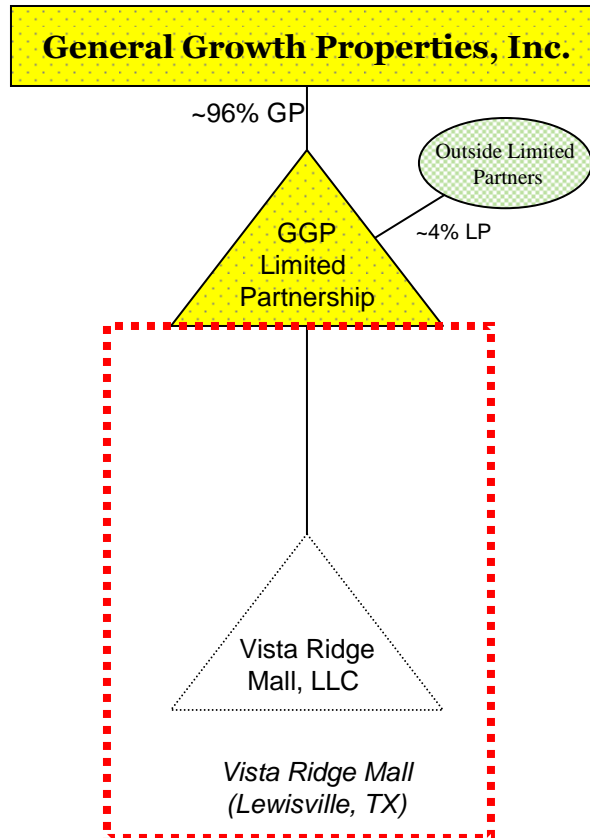 General Growth Properties, Inc.
~96% GP
Outside Limited
Partners
~4% LP
GGP
Limited
Partnership
Vista Ridge
Mall, LLC
Vista Ridge Mall
(Lewisville, TX)